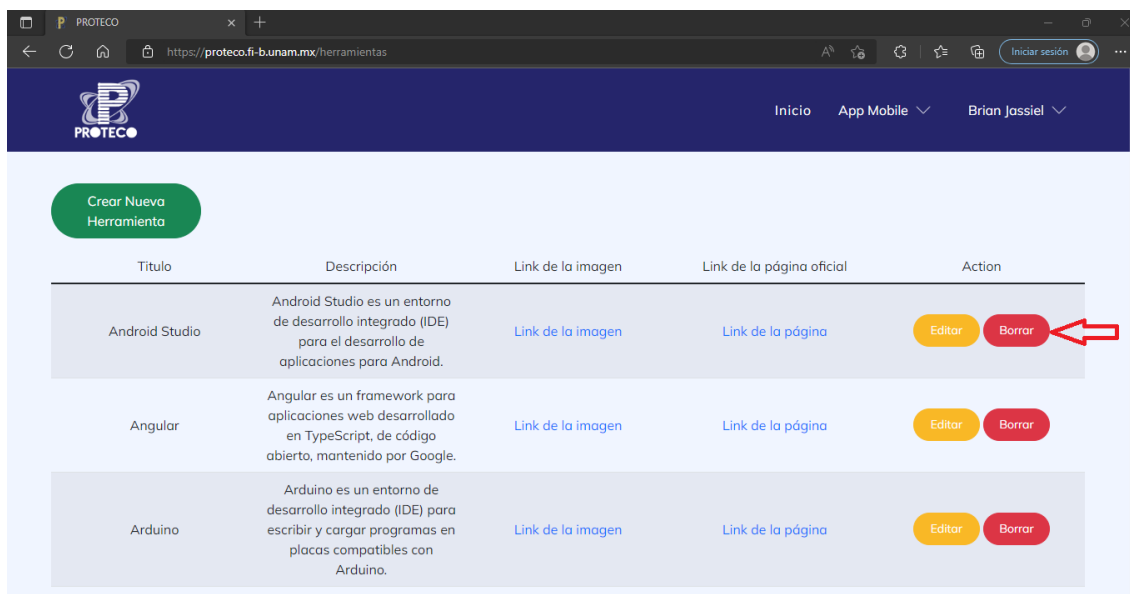 PROTECO
https://proteco.fi-b.unam.mx/herramientas
Iniciar sesión
P
PROTECO
Inicio
App Mobile
Brian Jassiel
Crear Nueva
Herramienta
Titulo
Descripción
Link de la imagen
Link de la página oficial
Action
Android Studio
Android Studio es un entorno
de desarrollo integrado (IDE)
para el desarrollo de
aplicaciones para Android.
Link de la imagen
Link de la página
Editar
Borrar
Angular
Angular es un framework para
aplicaciones web desarrollado
en TypeScript, de código
abierto, mantenido por Google.
Link de la imagen
Link de la página
Editar
Borrar
Arduino
Arduino es un entorno de
desarrollo integrado (IDE) para
escribir y cargar programas en
placas compatibles con
Arduino.
Link de la imagen
Link de la página
Editar
Borrar